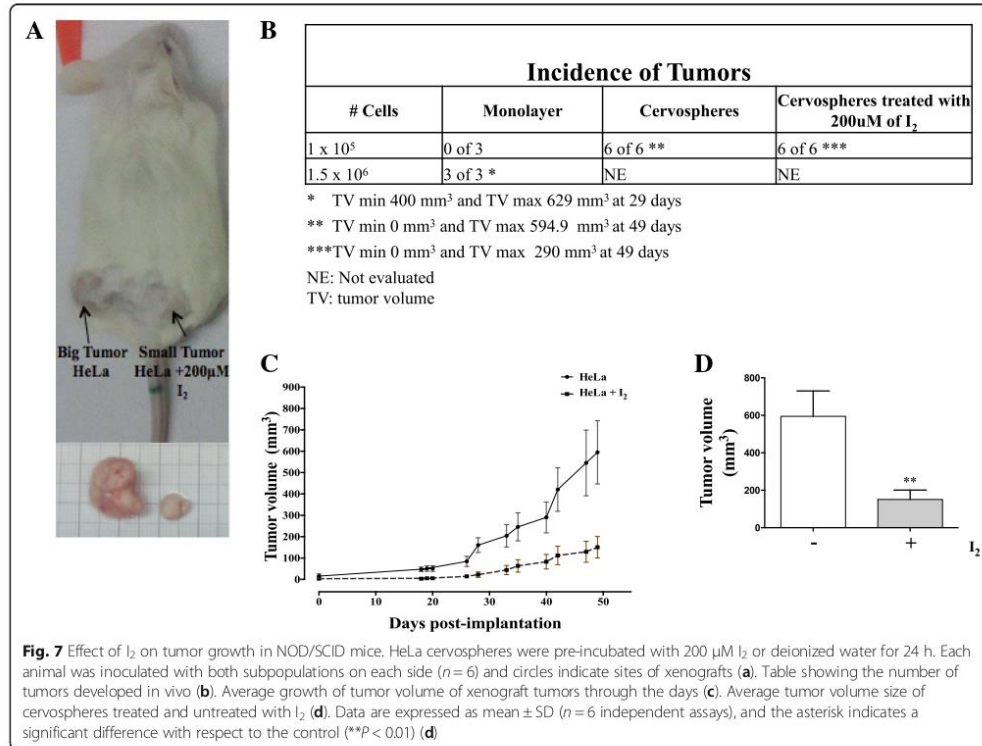 A
B
Incidence of Tumors
# Cells Monolayer Cervospheres Cervospheres treated with 200uM of I₂
1 x 10⁵ 0 of 3 6 of 6 ** 6 of 6 ***
1.5 x 10⁶ 3 of 3 * NE NE
* TV min 400 mm³ and TV max 629 mm³ at 29 days
** TV min 0 mm³ and TV max 594.9 mm³ at 49 days
***TV min 0 mm³ and TV max 290 mm³ at 49 days
NE: Not evaluated
TV: tumor volume
Big Tumor HeLa
Small Tumor HeLa +200µM I₂
C
HeLa
HeLa + I₂
Tumor volume (mm³)
900
800
700
600
500
400
300
200
100
0
0 10 20 30 40 50
Days post-implantation
D
Tumor volume (mm³)
800
600
400
200
0
**
- + I₂
Fig. 7 Effect of I₂ on tumor growth in NOD/SCID mice. HeLa cervospheres were pre-incubated with 200 µM I₂ or deionized water for 24 h. Each
animal was inoculated with both subpopulations on each side (n = 6) and circles indicate sites of xenografts (a). Table showing the number of
tumors developed in vivo (b). Average growth of tumor volume of xenograft tumors through the days (c). Average tumor volume size of
cervospheres treated and untreated with I₂ (d). Data are expressed as mean ± SD (n = 6 independent assays), and the asterisk indicates a
significant difference with respect to the control (**P < 0.01) (d)